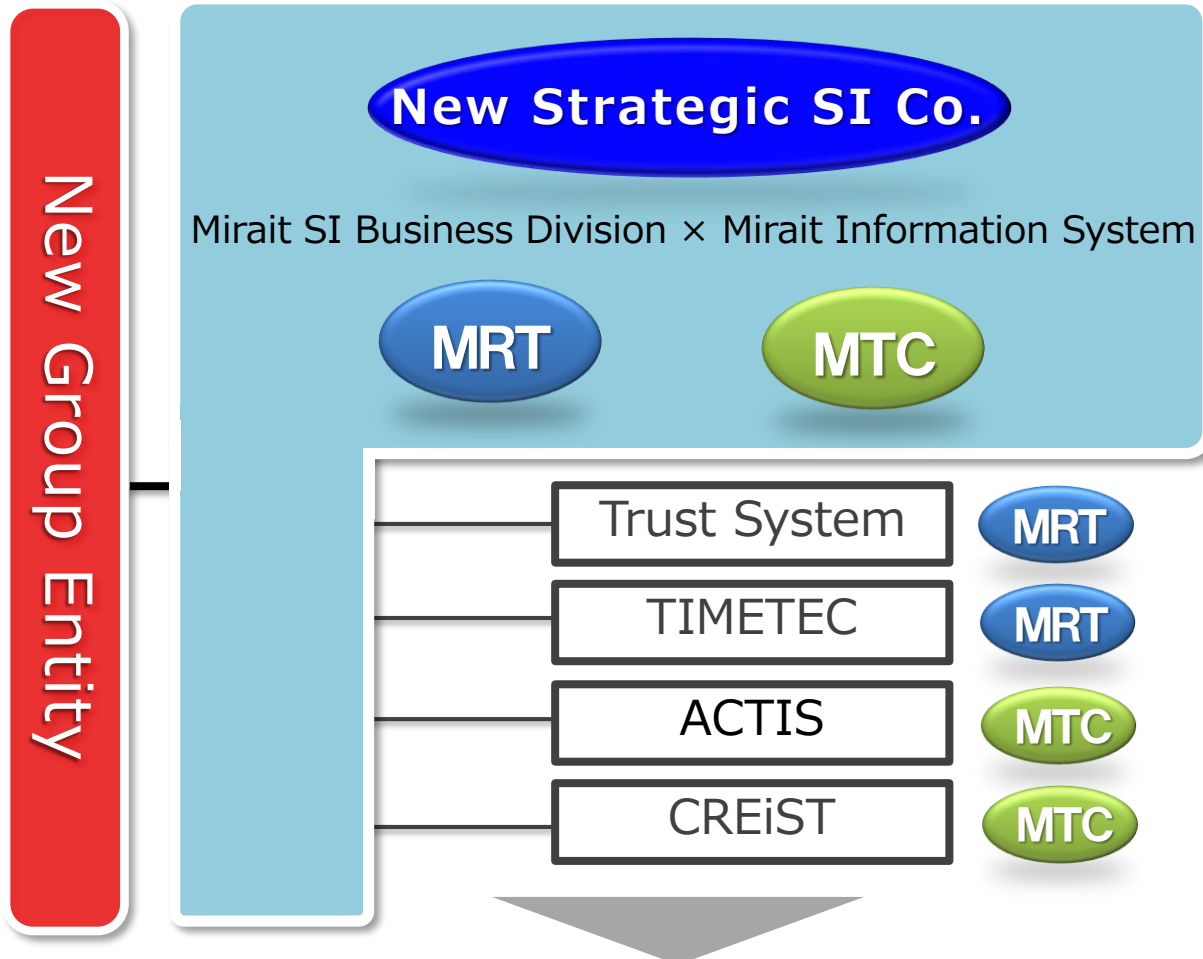 New Group Entity
New Strategic SI Co.
Mirait SI Business Division × Mirait Information System
MRT MTC
Trust System MRT
TIMETEC MRT
ACTIS MTC
CREiST MTC